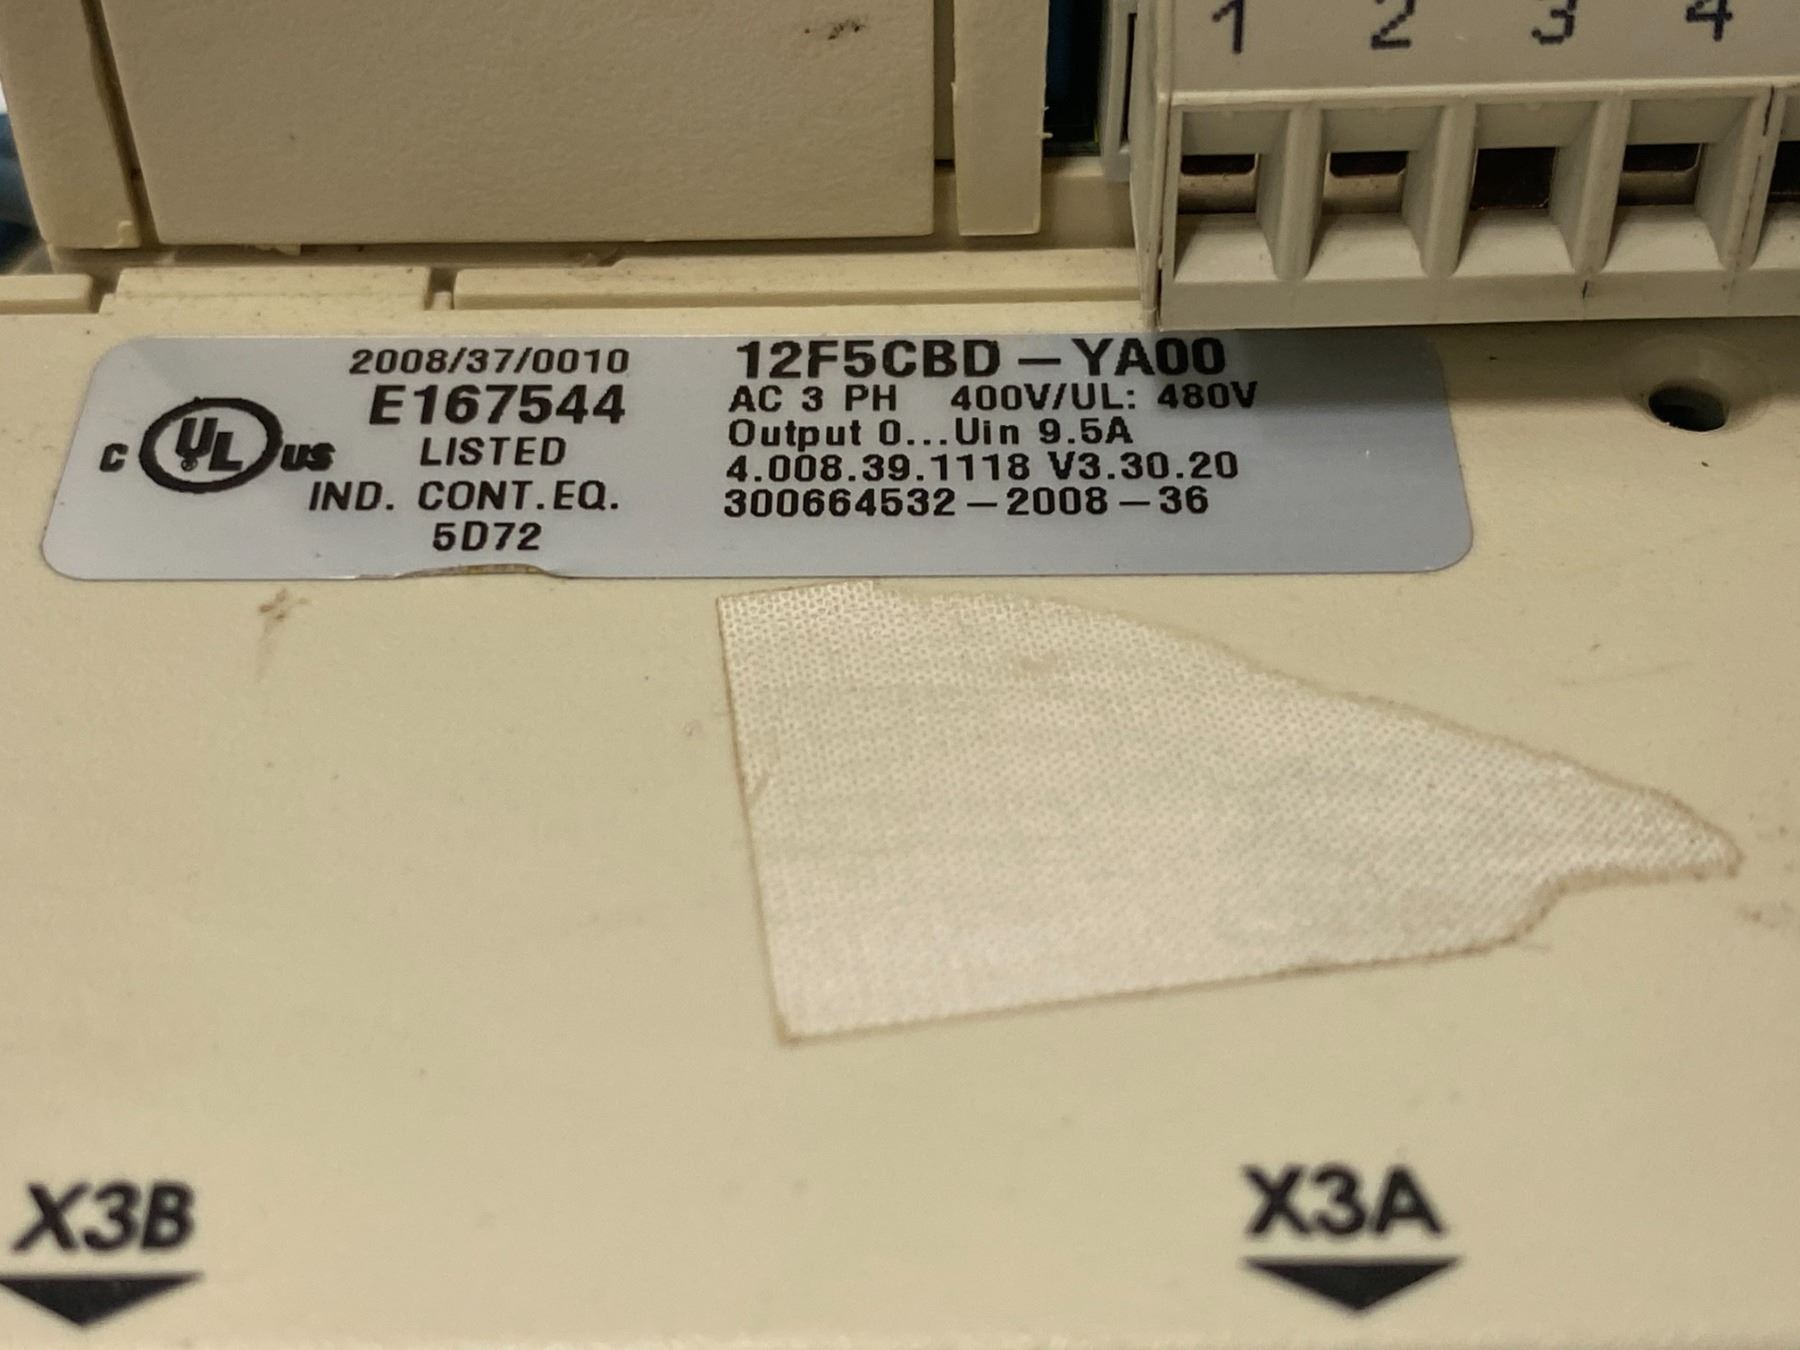 1 2 3 4
2008/37/0010
E167544
C UL US
LISTED
IND. CONT.EQ.
5D72
12F5CBD-YA00
AC 3 PH 400V/UL: 480V
Output 0...Uin 9.5A
4.008.39.1118 V3.30.20
300664532-2008-36
X3B
X3A